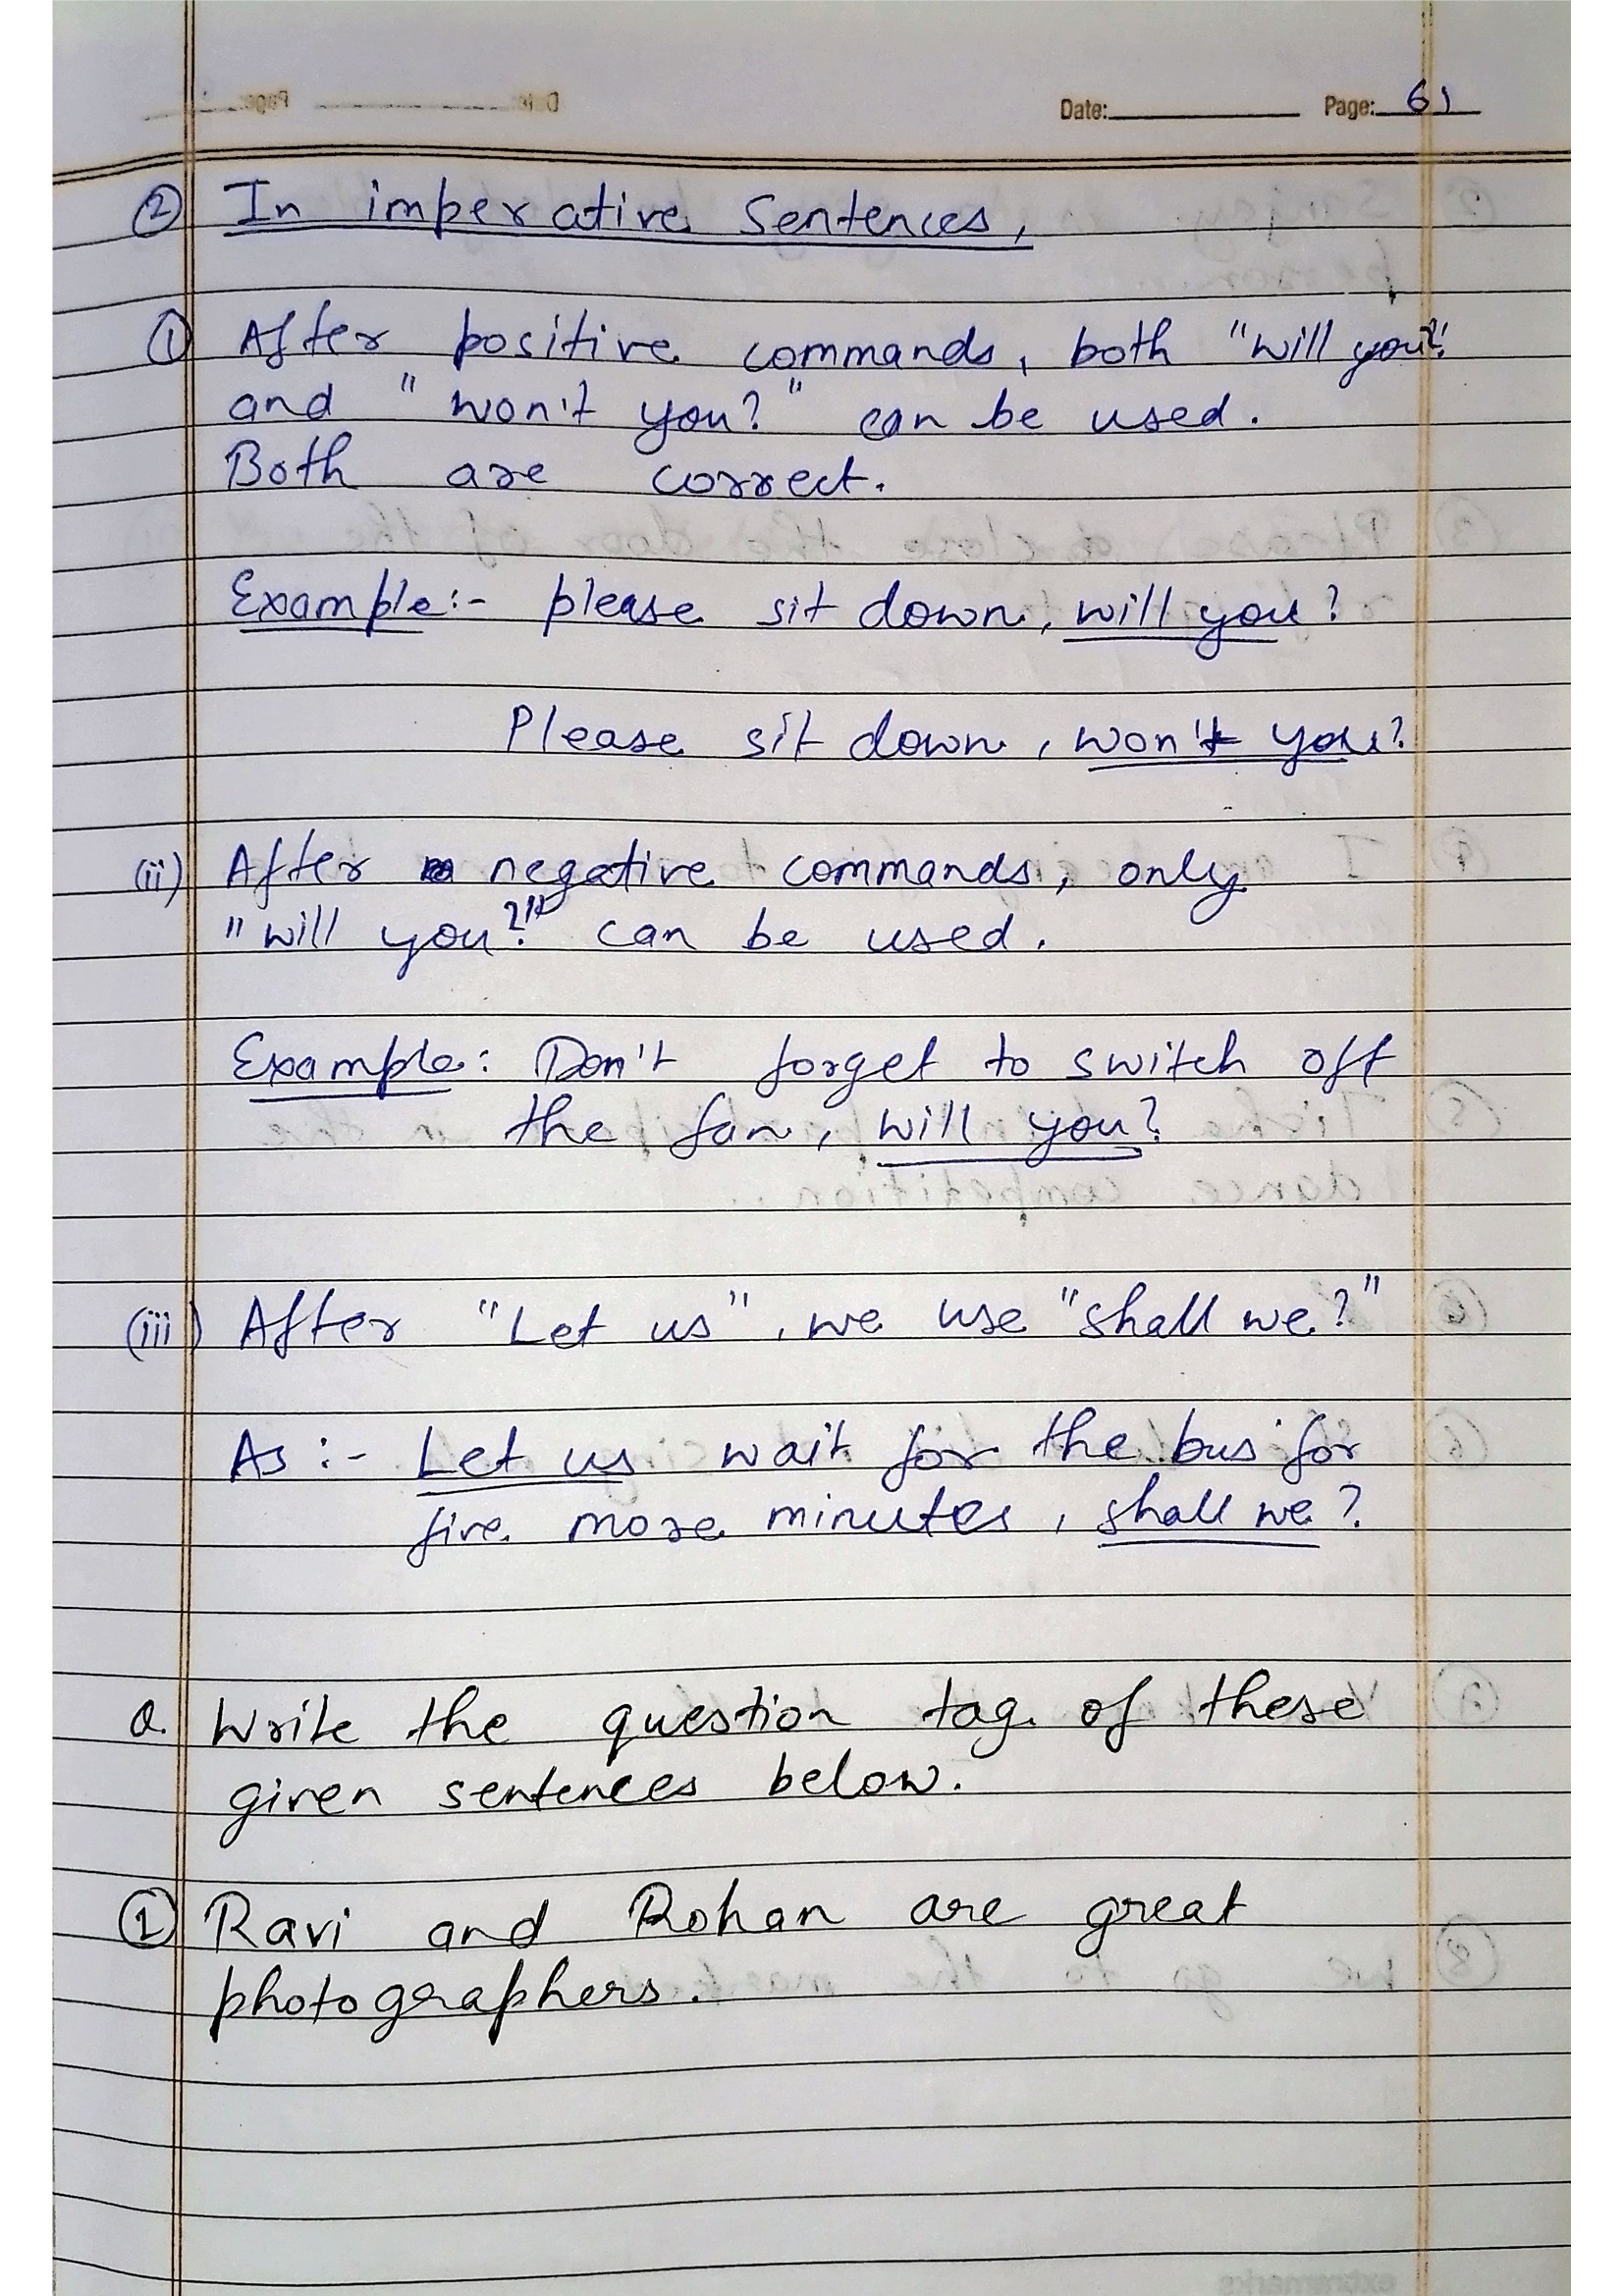 Date: Page: 61
② In imperative Sentences,
① After positive commands, both "will you?"
and "won't you?" can be used.
Both are correct.
Example:- please sit down, will you?
Please sit down, won't you?
(ii) After negative commands, only
"will you?" can be used.
Example: Don't forget to switch off
the fan, will you?
(iii) After "Let us", we use "shall we?"
As :- Let us wait for the bus for
five more minutes, shall we?
Q. Write the question tag of these
given sentences below.
① Ravi and Rohan are great
photographers.